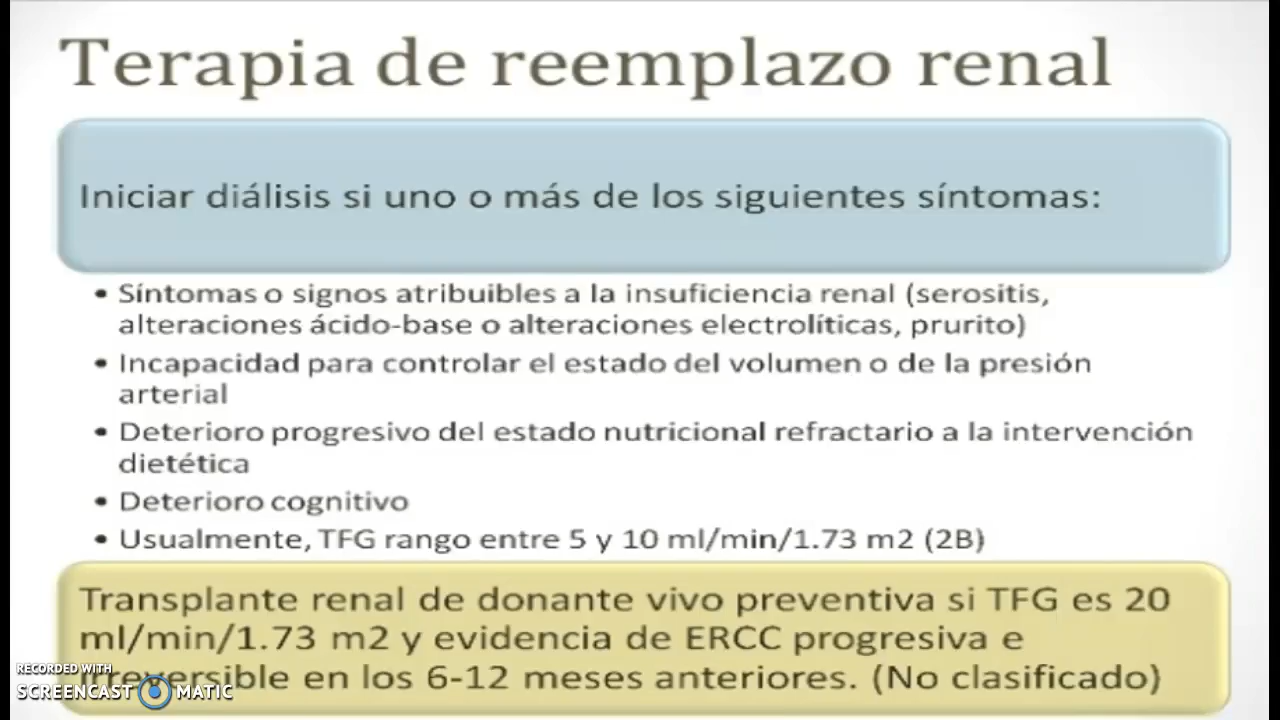 Terapia de reemplazo renal
Iniciar diálisis si uno o más de los siguientes síntomas:
• Síntomas o signos atribuibles a la insuficiencia renal (serositis,
alteraciones ácido-base o alteraciones electrolíticas, prurito)
• Incapacidad para controlar el estado del volumen o de la presión
arterial
• Deterioro progresivo del estado nutricional refractario a la intervención
dietética
• Deterioro cognitivo
• Usualmente, TFG rango entre 5 y 10 ml/min/1.73 m2 (2B)
Transplante renal de donante vivo preventiva si TFG es 20
ml/min/1.73 m2 y evidencia de ERCC progresiva e
irreversible en los 6-12 meses anteriores. (No clasificado)
RECORDED WITH
SCREENCAST MATIC